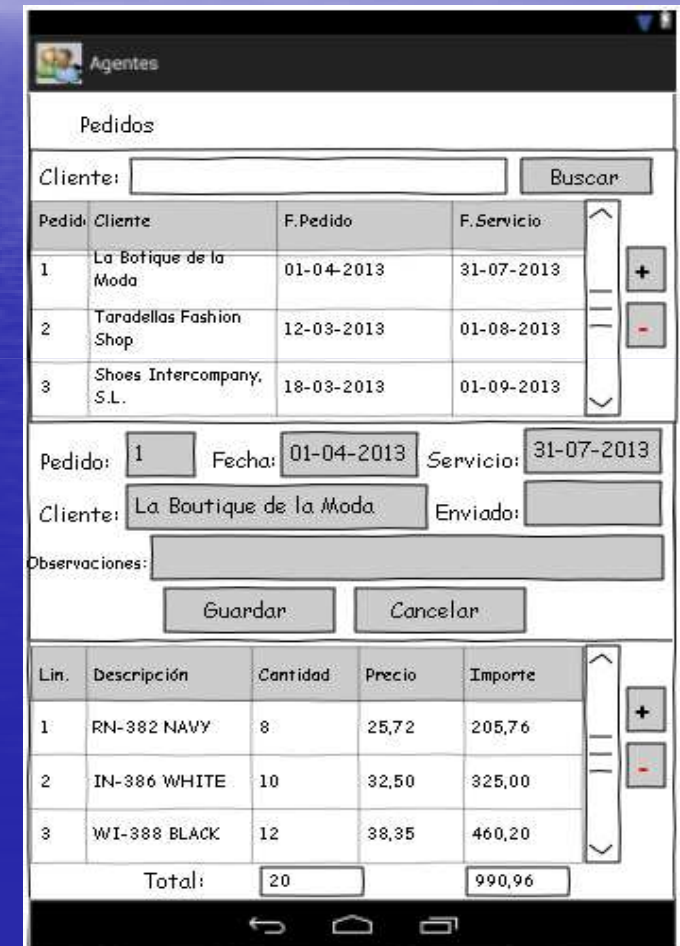 Agentes
Pedidos
Cliente: Buscar
Pedido Cliente F.Pedido F.Servicio
1 La Botique de la Moda 01-04-2013 31-07-2013
+
2 Taradellas Fashion Shop 12-03-2013 01-08-2013
-
3 Shoes Intercompany, S.L. 18-03-2013 01-09-2013
Pedido: 1 Fecha: 01-04-2013 Servicio: 31-07-2013
Cliente: La Boutique de la Moda Enviado:
Observaciones:
Guardar Cancelar
Lin. Descripción Cantidad Precio Importe
1 RN-382 NAVY 8 25,72 205,76
+
2 IN-386 WHITE 10 32,50 325,00
-
3 WI-388 BLACK 12 38,35 460,20
Total: 20 990,96